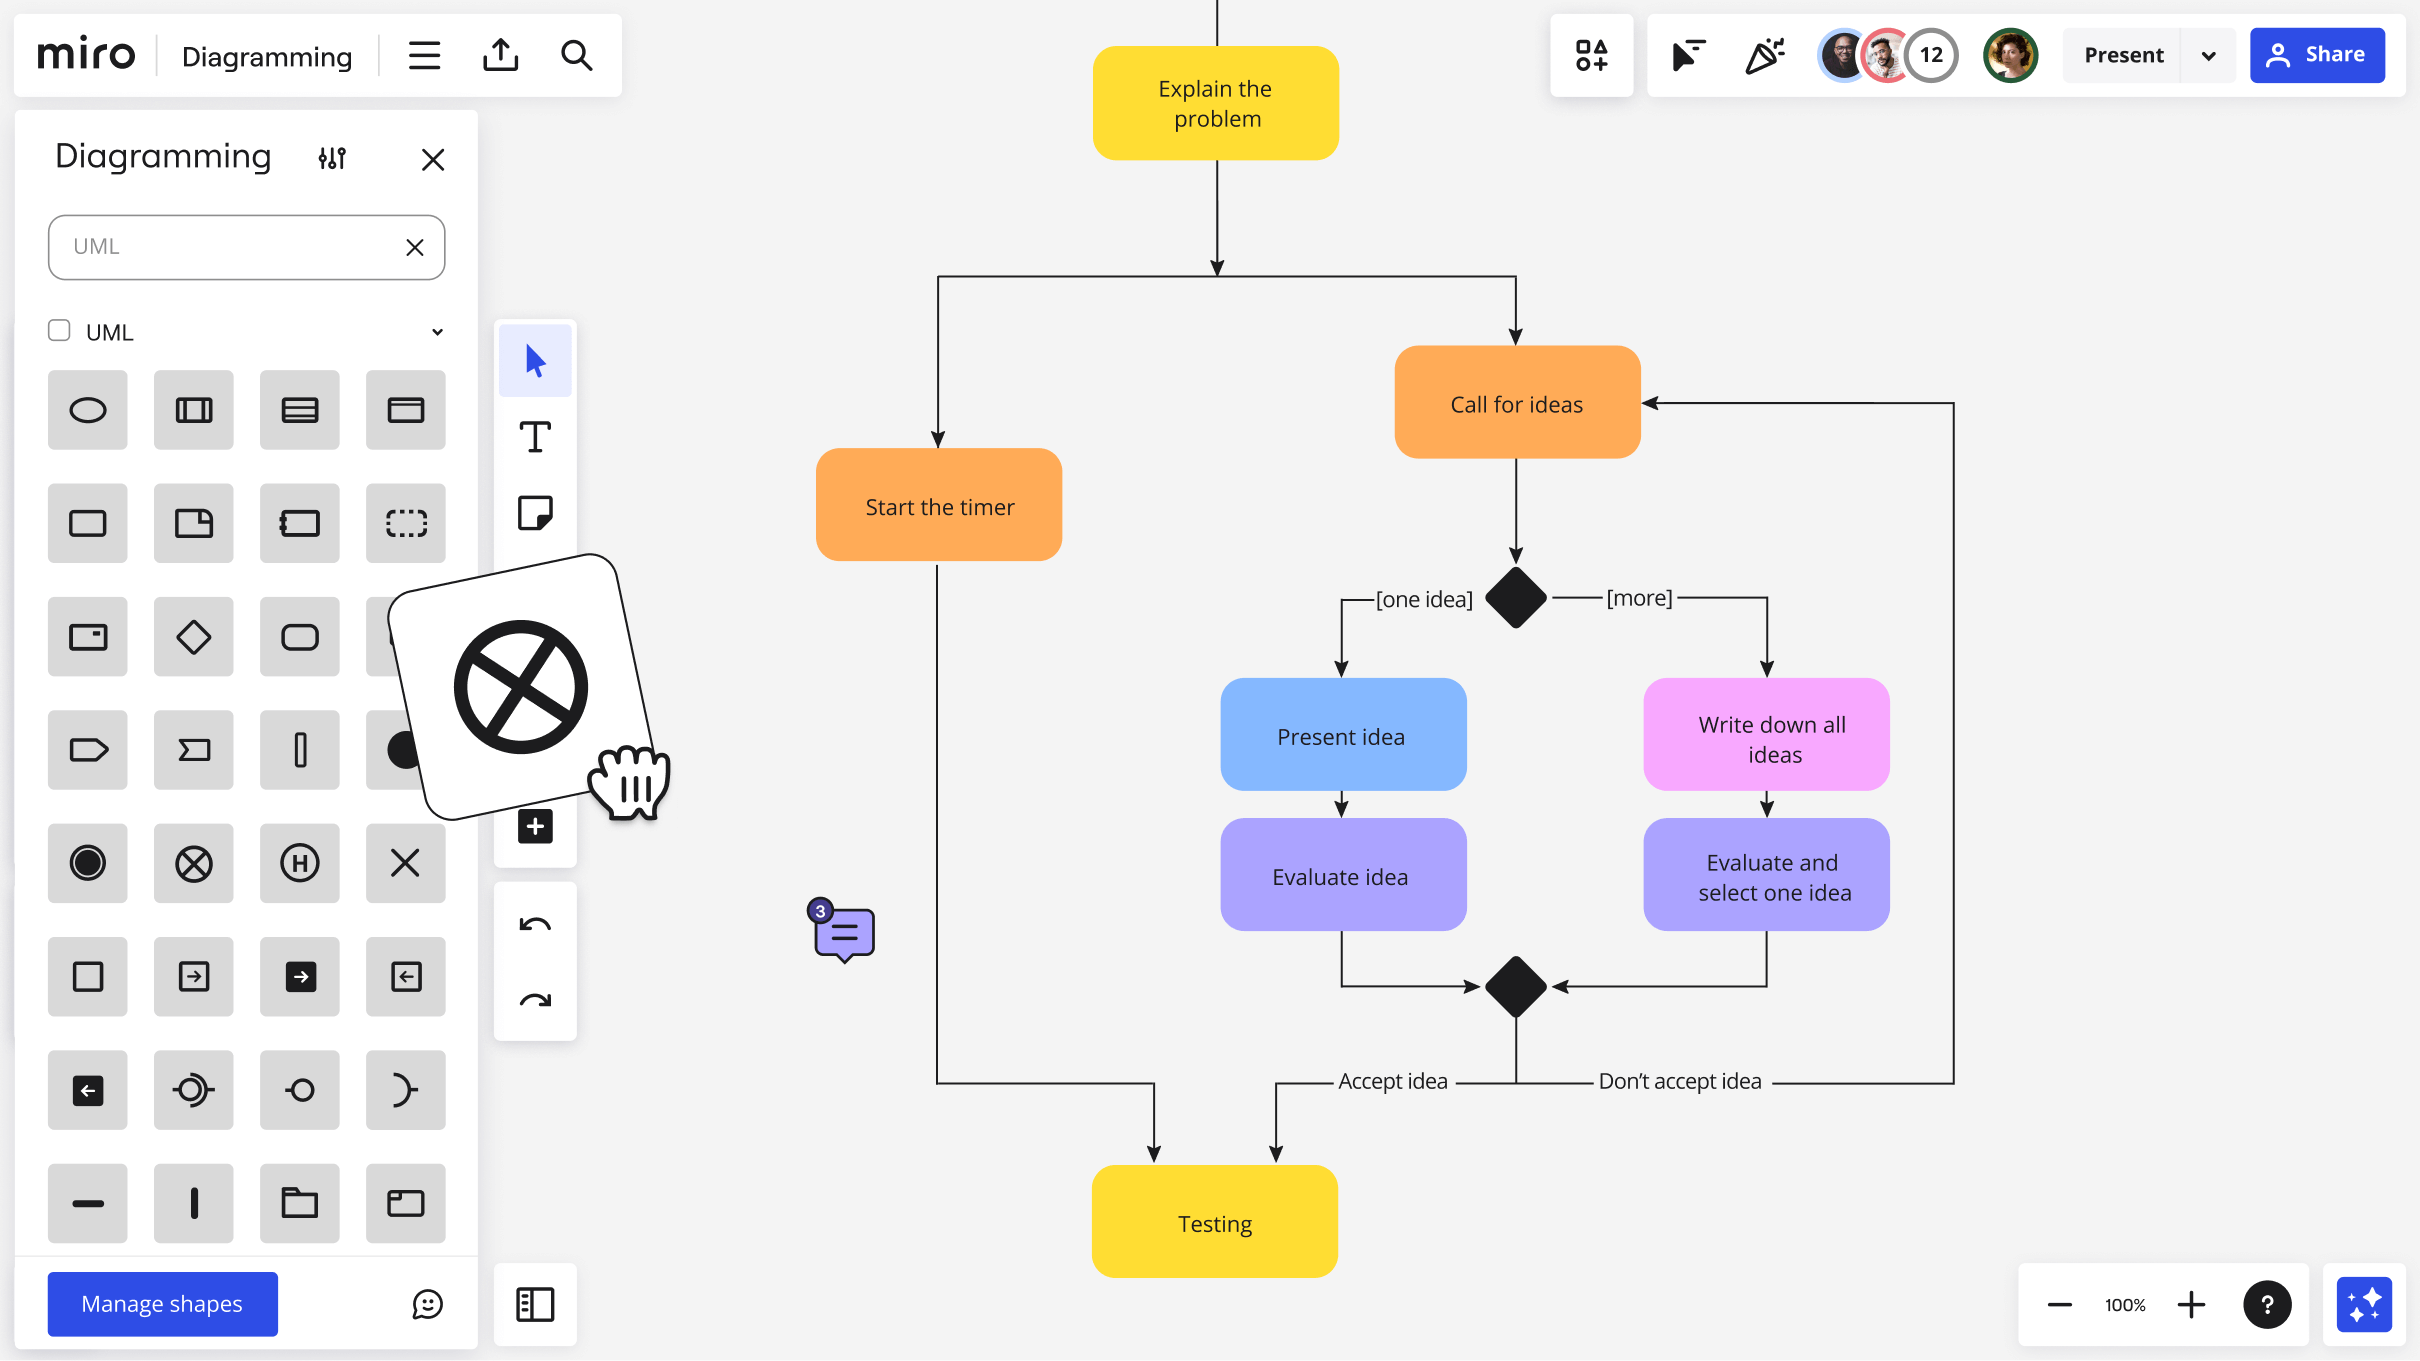 miro
Diagramming
12
Present
Share
Diagramming
UML
UML
H
Manage shapes
Explain the
problem
Call for ideas
Start the timer
[one idea]
[more]
Present idea
Write down all
ideas
Evaluate idea
Evaluate and
select one idea
3
Accept idea
Don't accept idea
Testing
100%
?